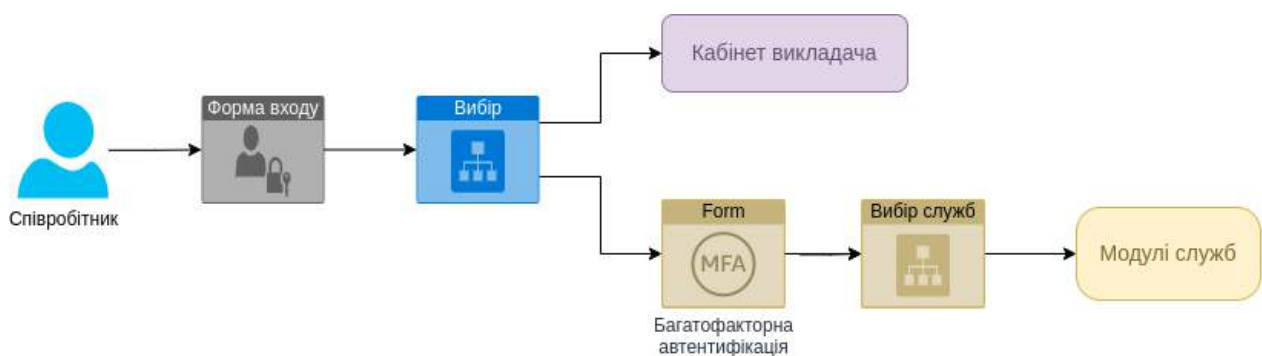 Кабінет викладача
Форма входу
Вибір
Співробітник
Form
Вибір служб
MFA
Модулі служб
Багатофакторна
автентифікація